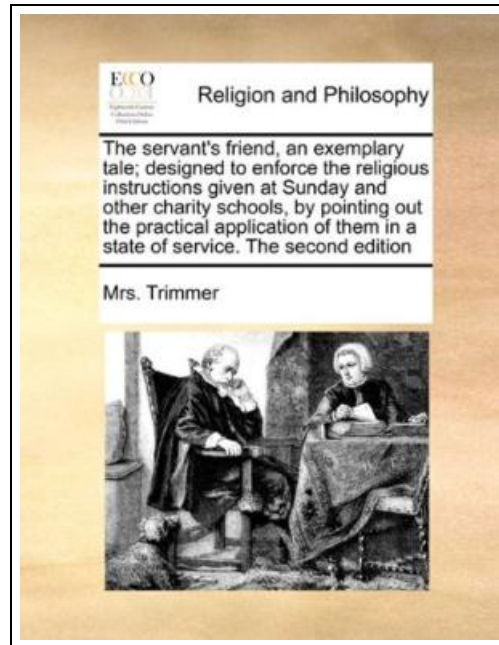 ECCO
Religion and Philosophy
The servant's friend, an exemplary
tale; designed to enforce the religious
instructions given at Sunday and
other charity schools, by pointing out
the practical application of them in a
state of service. The second edition
Mrs. Trimmer